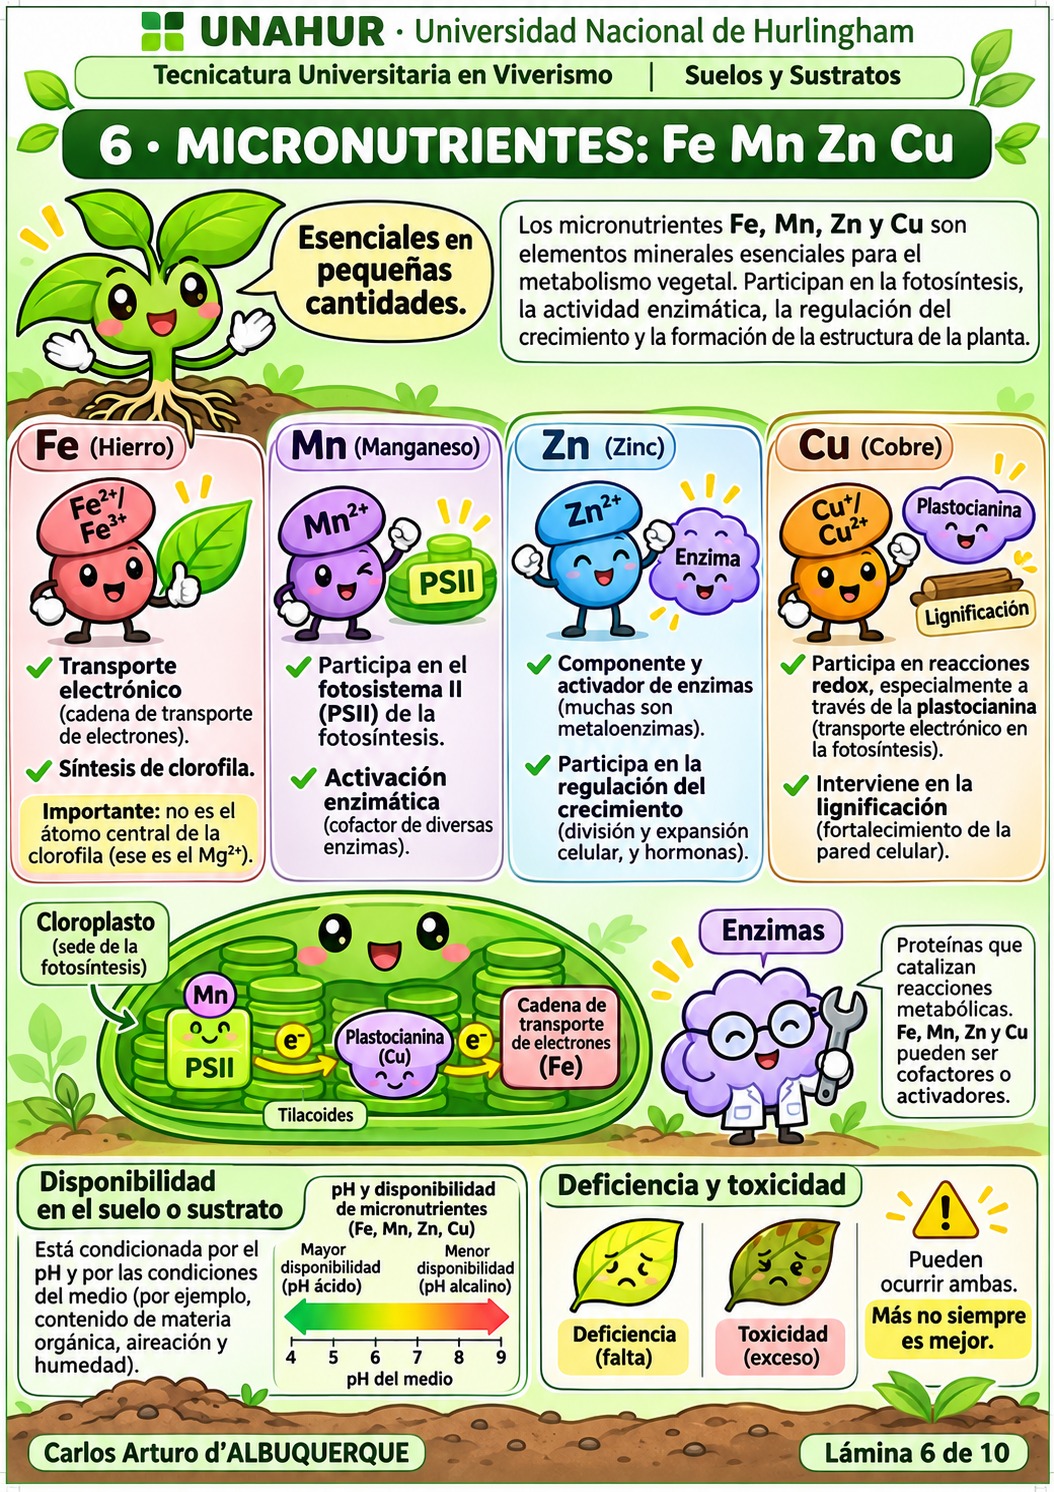 UNAHUR · Universidad Nacional de Hurlingham
Tecnicatura Universitaria en Viverismo | Suelos y Sustratos
6 · MICRONUTRIENTES: Fe Mn Zn Cu
Esenciales en
pequeñas
cantidades.
Los micronutrientes Fe, Mn, Zn y Cu son
elementos minerales esenciales para el
metabolismo vegetal. Participan en la fotosíntesis,
la actividad enzimática, la regulación del
crecimiento y la formación de la estructura de la planta.
Fe (Hierro)
Fe²⁺/
Fe³⁺
Transporte
electrónico
(cadena de transporte
de electrones).
Síntesis de clorofila.
Importante: no es el
átomo central de la
clorofila (ese es el Mg²⁺).
Mn (Manganeso)
Mn²⁺
PSII
Participa en el
fotosistema II
(PSII) de la
fotosíntesis.
Activación
enzimática
(cofactor de diversas
enzimas).
Zn (Zinc)
Zn²⁺
Enzima
Componente y
activador de enzimas
(muchas son
metaloenzimas).
Participa en la
regulación del
crecimiento
(división y expansión
celular, y hormonas).
Cu (Cobre)
Cu⁺/
Cu²⁺
Plastocianina
Lignificación
Participa en reacciones
redox, especialmente a
través de la plastocianina
(transporte electrónico en
la fotosíntesis).
Interviene en la
lignificación
(fortalecimiento de la
pared celular).
Cloroplasto
(sede de la
fotosíntesis)
Mn
PSII
e⁻
Plastocianina
(Cu)
e⁻
Cadena de
transporte
de electrones
(Fe)
Tilacoides
Enzimas
Proteínas que
catalizan
reacciones
metabólicas.
Fe, Mn, Zn y Cu
pueden ser
cofactores o
activadores.
Disponibilidad
en el suelo o sustrato
Está condicionada por el
pH y por las condiciones
del medio (por ejemplo,
contenido de materia
orgánica, aireación y
humedad).
pH y disponibilidad
de micronutrientes
(Fe, Mn, Zn, Cu)
Mayor
disponibilidad
(pH ácido)
Menor
disponibilidad
(pH alcalino)
4 5 6 7 8 9
pH del medio
Deficiencia y toxicidad
Deficiencia
(falta)
Toxicidad
(exceso)
Pueden
ocurrir ambas.
Más no siempre
es mejor.
Carlos Arturo d'ALBUQUERQUE
Lámina 6 de 10